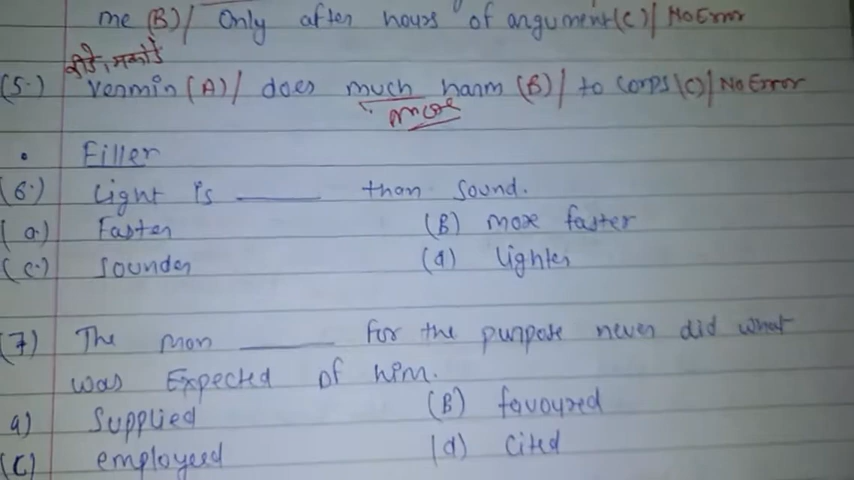 me (B)/ Only after hours of argument(C)/ No Error
कीड़े, मकोड़े
(5.) vermin (A)/ does much harm (B)/ to corps (C)/ No Error
more
• Filler
(6.) Light is ______ than sound.
(a.) Faster (B) more faster
(c.) Sounder (d) lighter
(7) The man ______ for the purpose never did what
was Expected of him.
a) Supplied (B) favoured
(C) employeed (d) cited